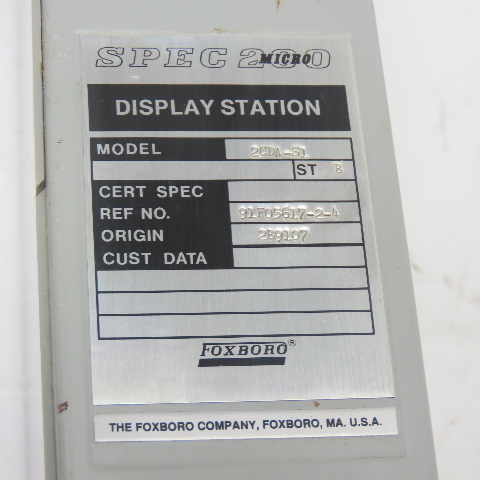 SPEC 200
MICRO
DISPLAY STATION
MODEL 2CDA-S1
ST B
CERT SPEC
REF NO. 91F05617-2-4
ORIGIN 2B9107
CUST DATA
FOXBORO®
THE FOXBORO COMPANY, FOXBORO, MA. U.S.A.